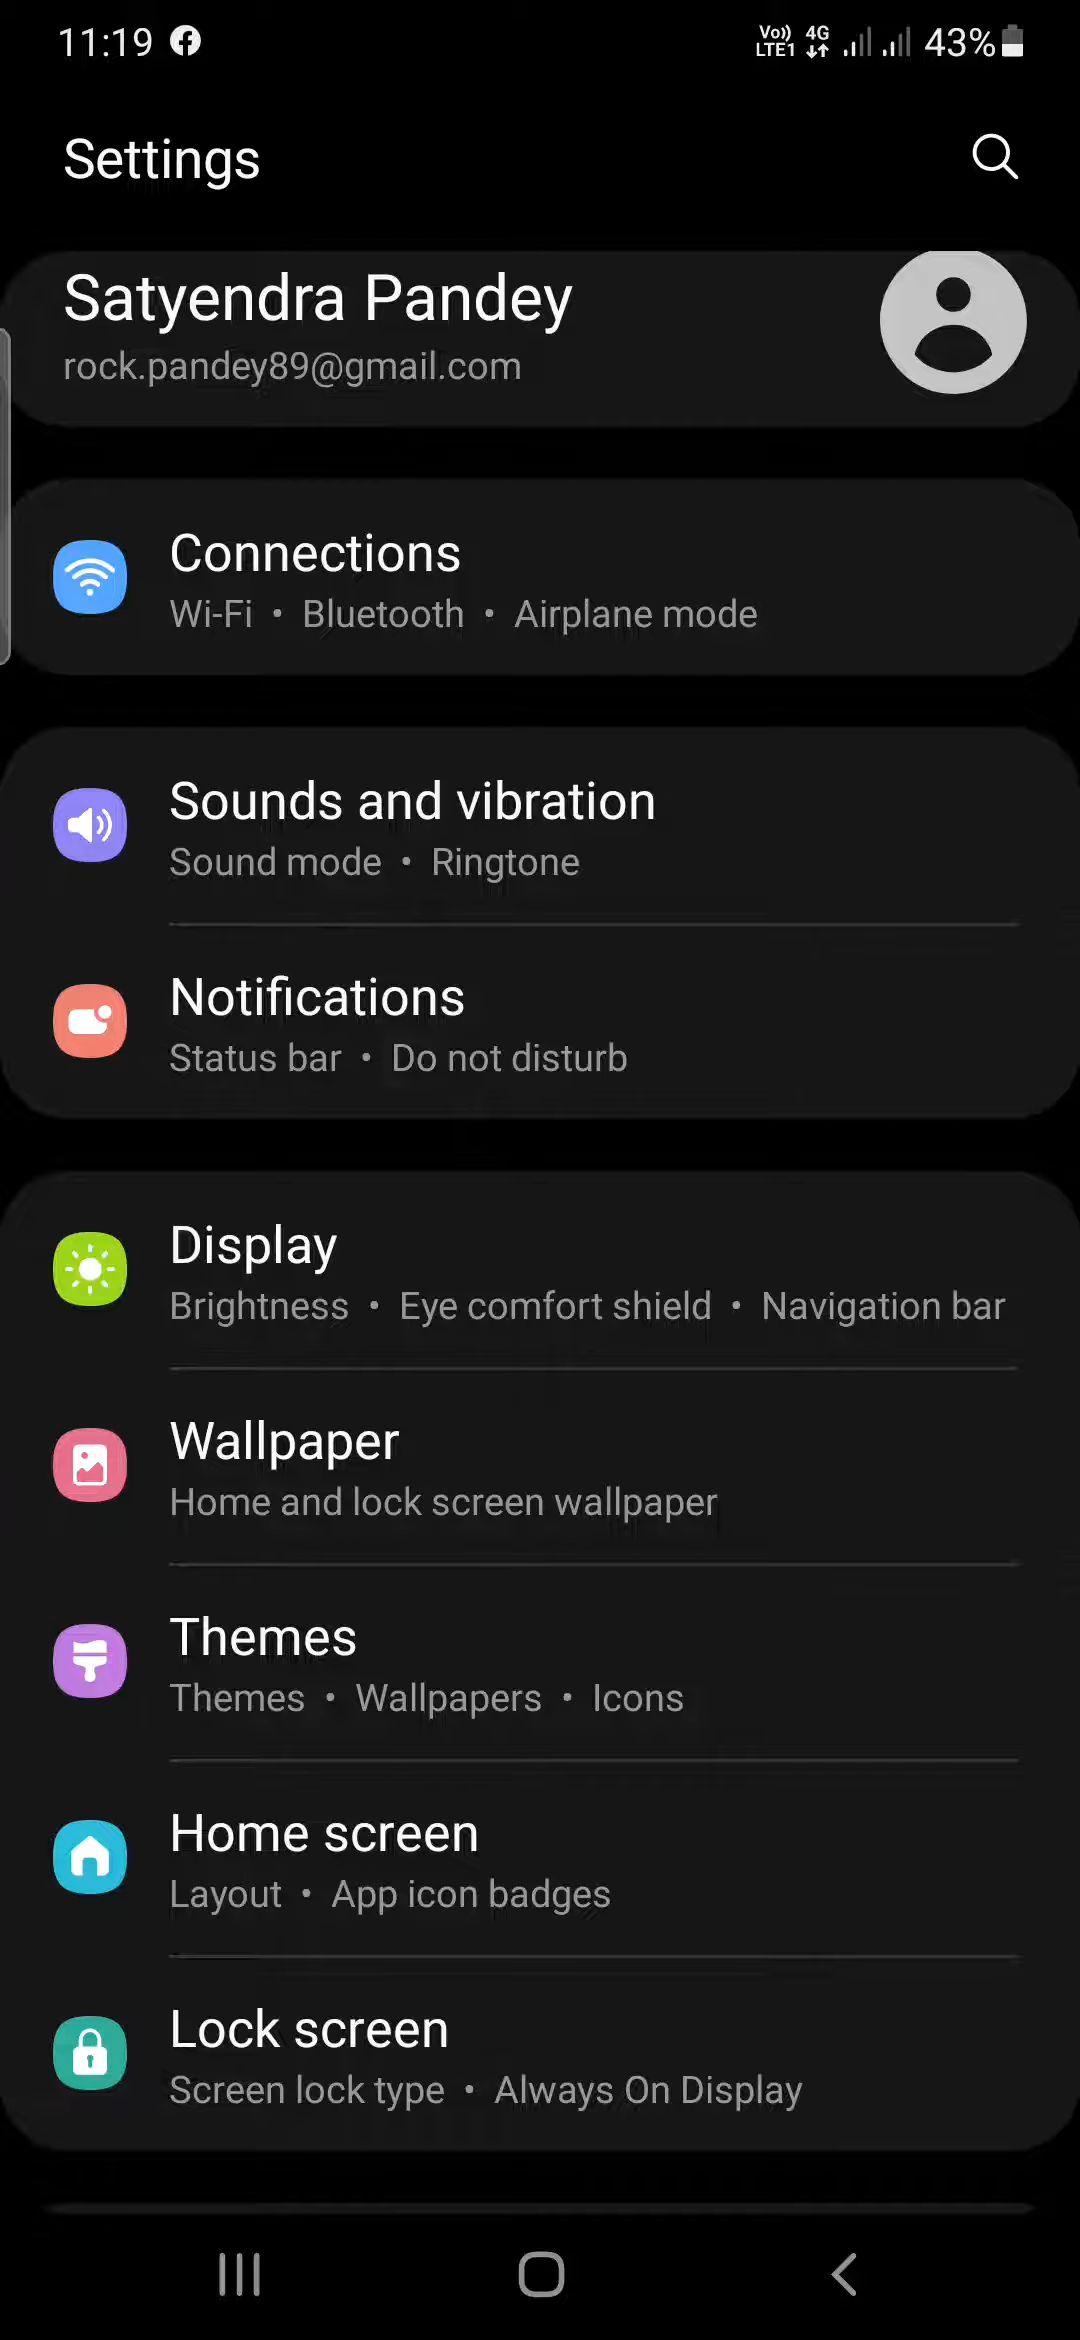 11:19
Vo)) LTE1 4G 43%
Settings
Satyendra Pandey
rock.pandey89@gmail.com
Connections
Wi-Fi • Bluetooth • Airplane mode
Sounds and vibration
Sound mode • Ringtone
Notifications
Status bar • Do not disturb
Display
Brightness • Eye comfort shield • Navigation bar
Wallpaper
Home and lock screen wallpaper
Themes
Themes • Wallpapers • Icons
Home screen
Layout • App icon badges
Lock screen
Screen lock type • Always On Display